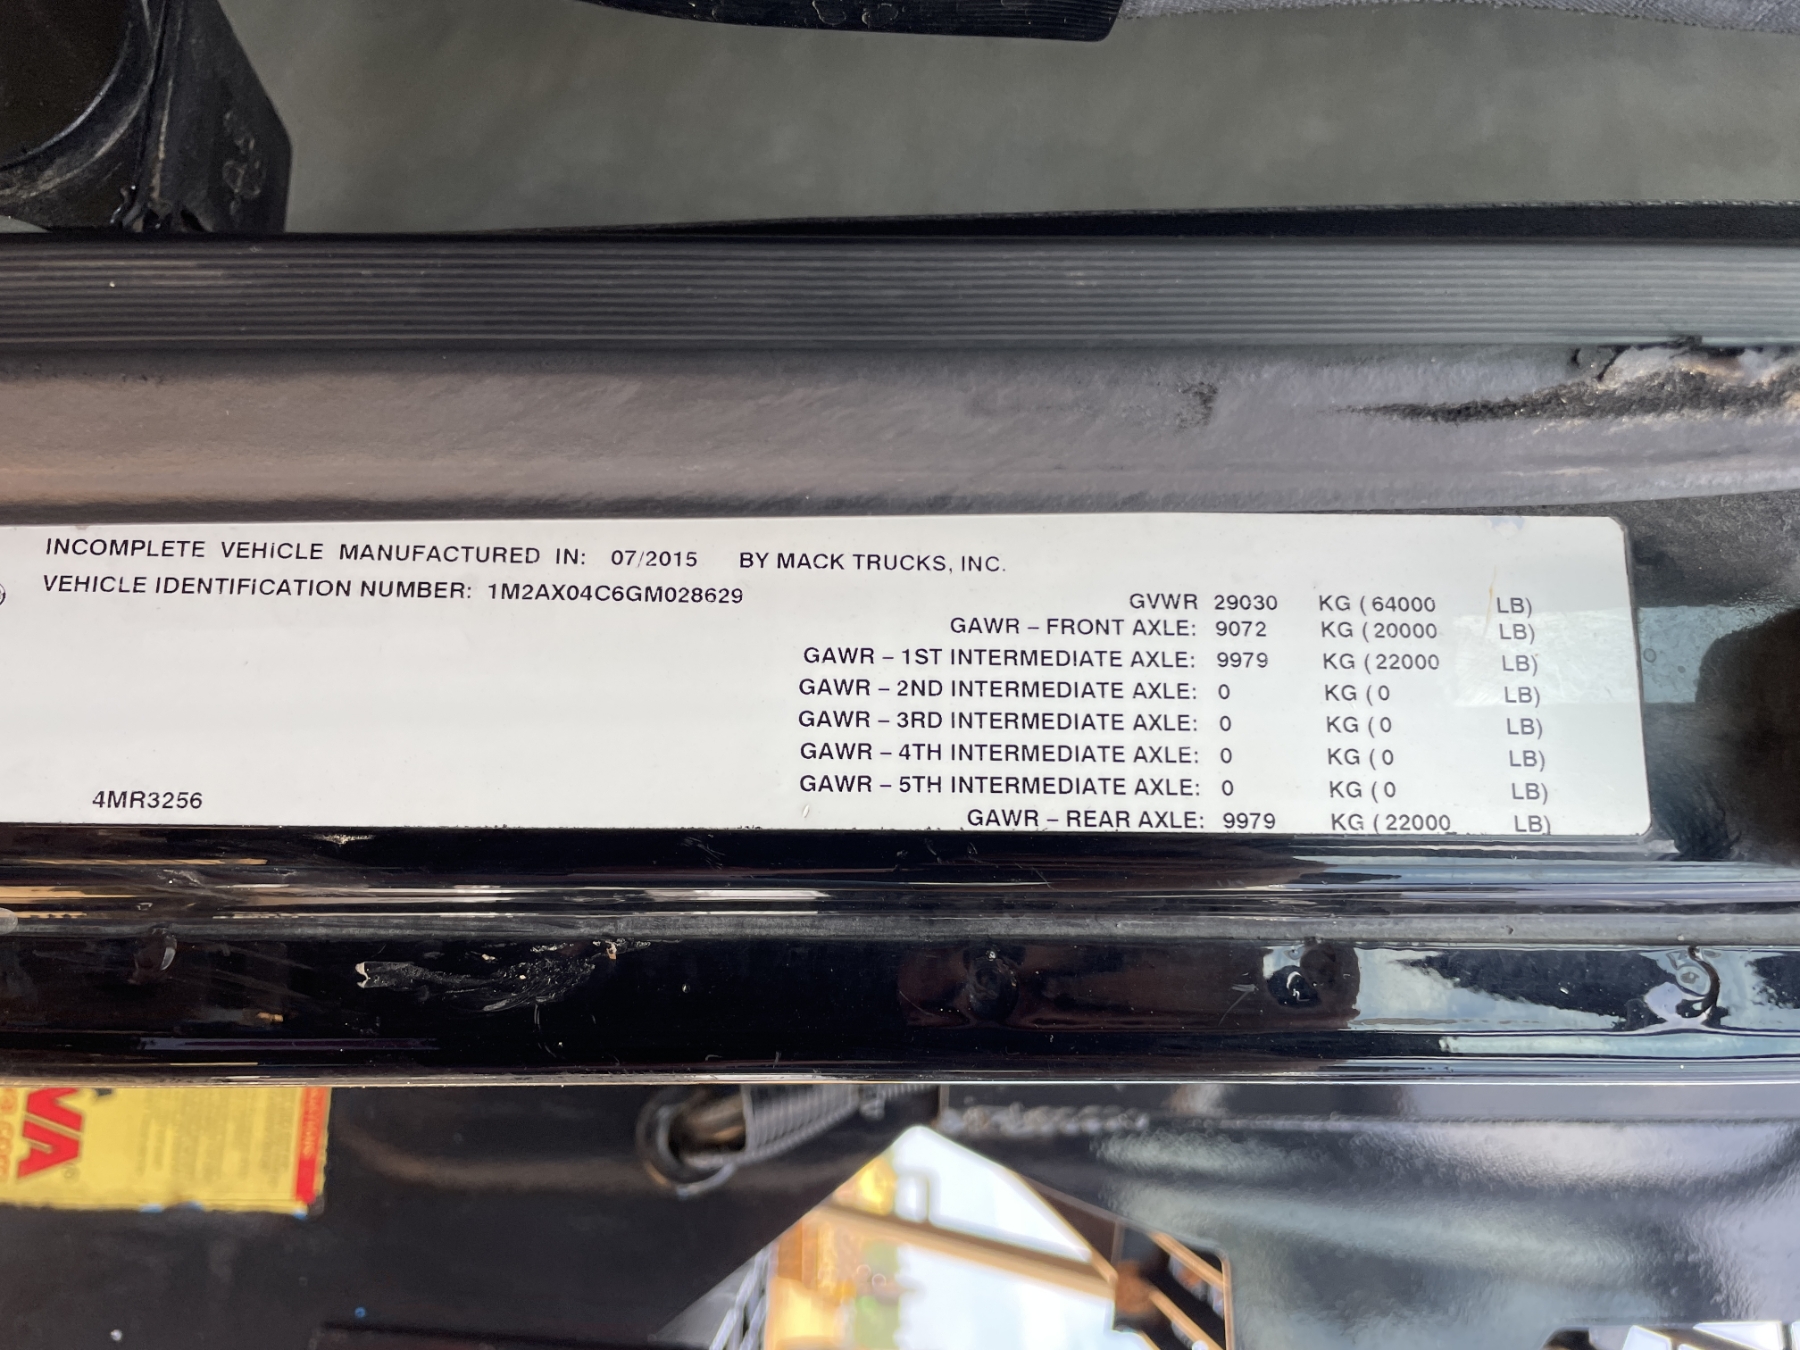 INCOMPLETE VEHICLE MANUFACTURED IN: 07/2015 BY MACK TRUCKS, INC.
VEHICLE IDENTIFICATION NUMBER: 1M2AX04C6GM028629
GVWR 29030 KG (64000 LB)
GAWR – FRONT AXLE: 9072 KG (20000 LB)
GAWR – 1ST INTERMEDIATE AXLE: 9979 KG (22000 LB)
GAWR – 2ND INTERMEDIATE AXLE: 0 KG (0 LB)
GAWR – 3RD INTERMEDIATE AXLE: 0 KG (0 LB)
GAWR – 4TH INTERMEDIATE AXLE: 0 KG (0 LB)
GAWR – 5TH INTERMEDIATE AXLE: 0 KG (0 LB)
4MR3256
GAWR – REAR AXLE: 9979 KG (22000 LB)